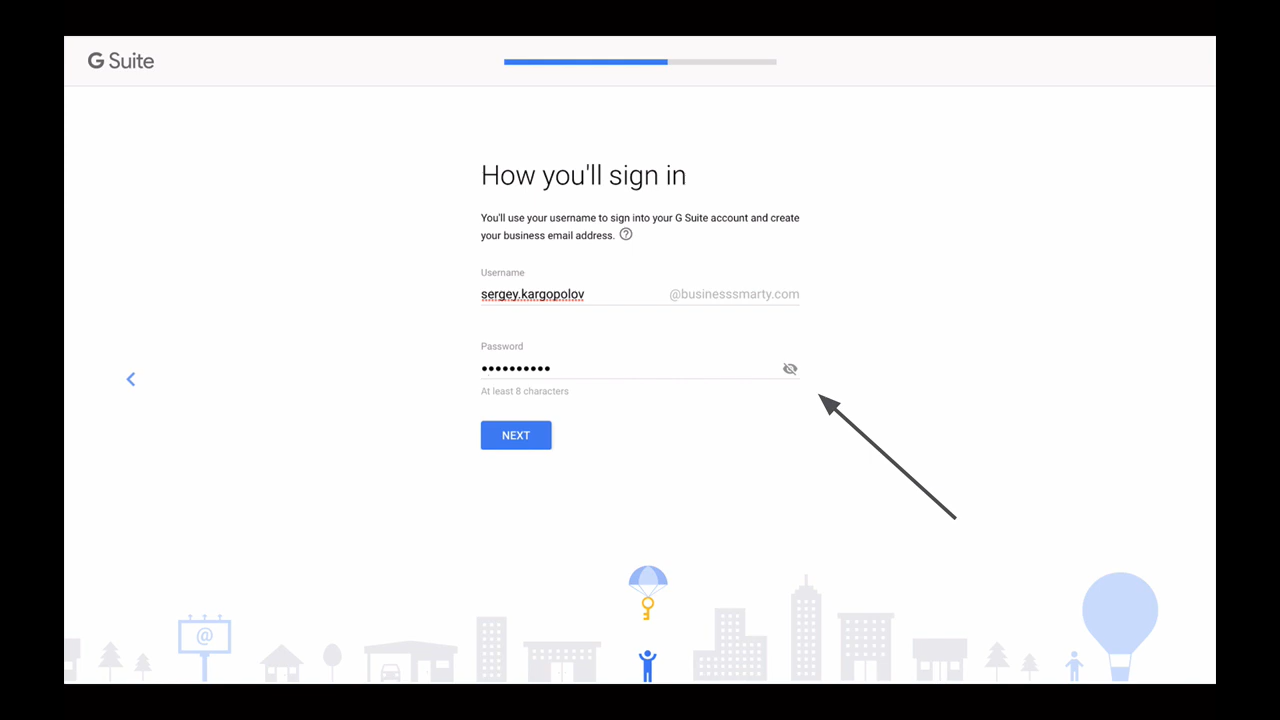 G Suite
How you'll sign in
You'll use your username to sign into your G Suite account and create
your business email address. ?
Username
sergey.kargopolov @businesssmarty.com
Password
••••••••••
At least 8 characters
NEXT
@